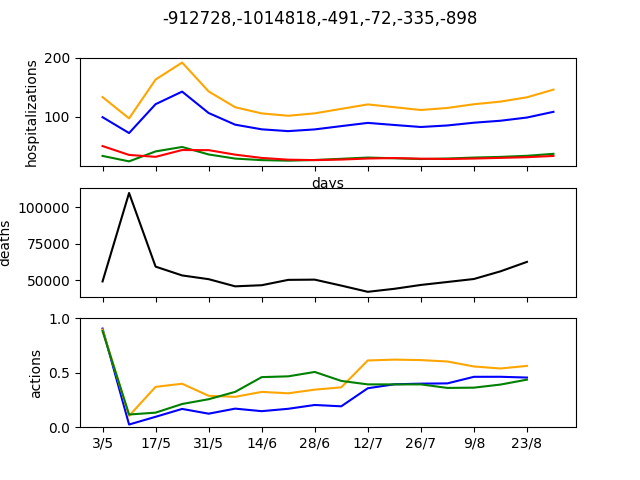 -912728,-1014818,-491,-72,-335,-898
200
100
hospitalizations
days
100000
75000
50000
deaths
1.0
0.5
0.0
actions
3/5 17/5 31/5 14/6 28/6 12/7 26/7 9/8 23/8